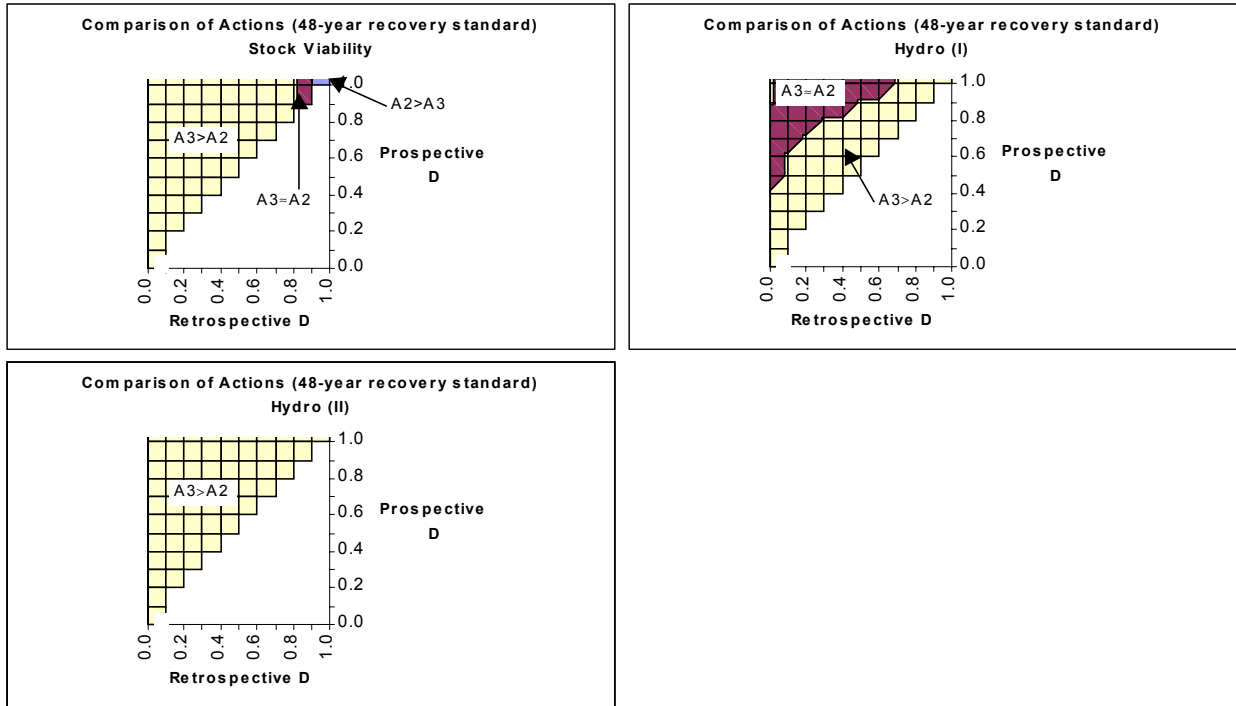 Comparison of Actions (48-year recovery standard)
Stock Viability
1.0
0.8
0.6
0.4
0.2
0.0
A2>A3
A3>A2
A3≈A2
Prospective
D
0.0
0.2
0.4
0.6
0.8
1.0
Retrospective D
Comparison of Actions (48-year recovery standard)
Hydro (I)
A3≈A2
1.0
0.8
0.6
0.4
0.2
0.0
Prospective
D
A3>A2
0.0
0.2
0.4
0.6
0.8
1.0
Retrospective D
Comparison of Actions (48-year recovery standard)
Hydro (II)
1.0
0.8
0.6
0.4
0.2
0.0
A3>A2
Prospective
D
0.0
0.2
0.4
0.6
0.8
1.0
Retrospective D